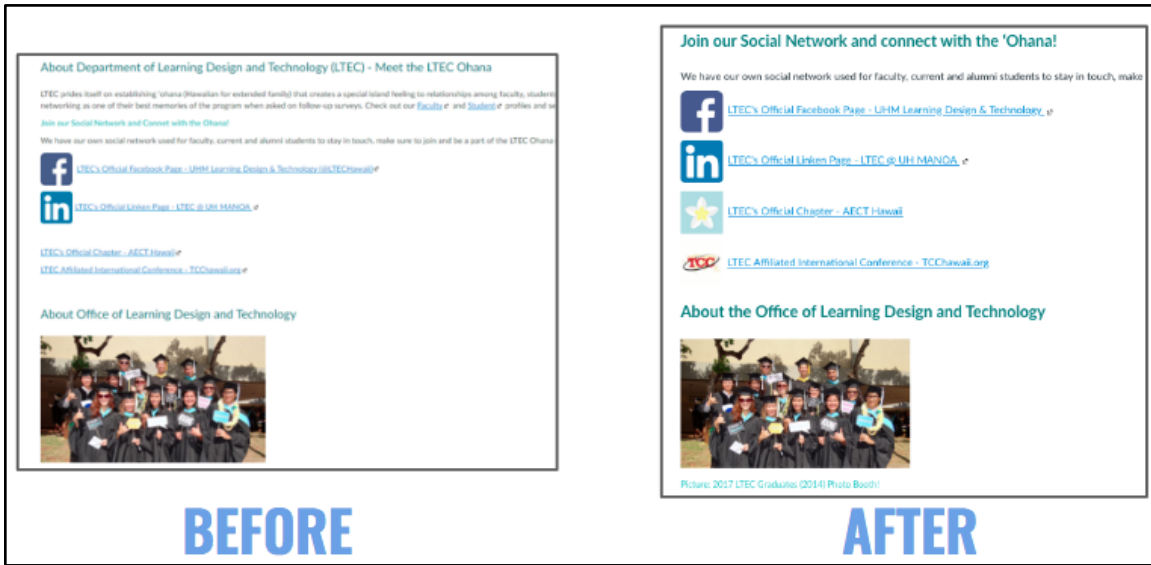 About Department of Learning Design and Technology (LTEC) - Meet the LTEC Ohana
LTEC prides itself on establishing 'ohana (Hawaiian for extended family) that creates a special island feeling to relationships among faculty, students
networking as one of their best memories of the program when asked on follow-up surveys. Check out our Faculty and Student profiles and se
Join our Social Network and Connet with the Ohana!
We have our own social network used for faculty, current and alumni students to stay in touch, make sure to join and be a part of the LTEC Ohana
f LTEC's Official Facebook Page - UHM Learning Design & Technology (@LTECHawaii)
in LTEC's Official Linken Page - LTEC @ UH MANOA
LTEC's Official Chapter - AECT Hawaii
LTEC Affiliated International Conference - TCChawaii.org
About Office of Learning Design and Technology
BEFORE
Join our Social Network and connect with the 'Ohana!
We have our own social network used for faculty, current and alumni students to stay in touch, make
f LTEC's Official Facebook Page - UHM Learning Design & Technology
in LTEC's Official Linken Page - LTEC @ UH MANOA
LTEC's Official Chapter - AECT Hawaii
TCC LTEC Affiliated International Conference - TCChawaii.org
About the Office of Learning Design and Technology
Picture: 2017 LTEC Graduates (2014) Photo Booth!
AFTER